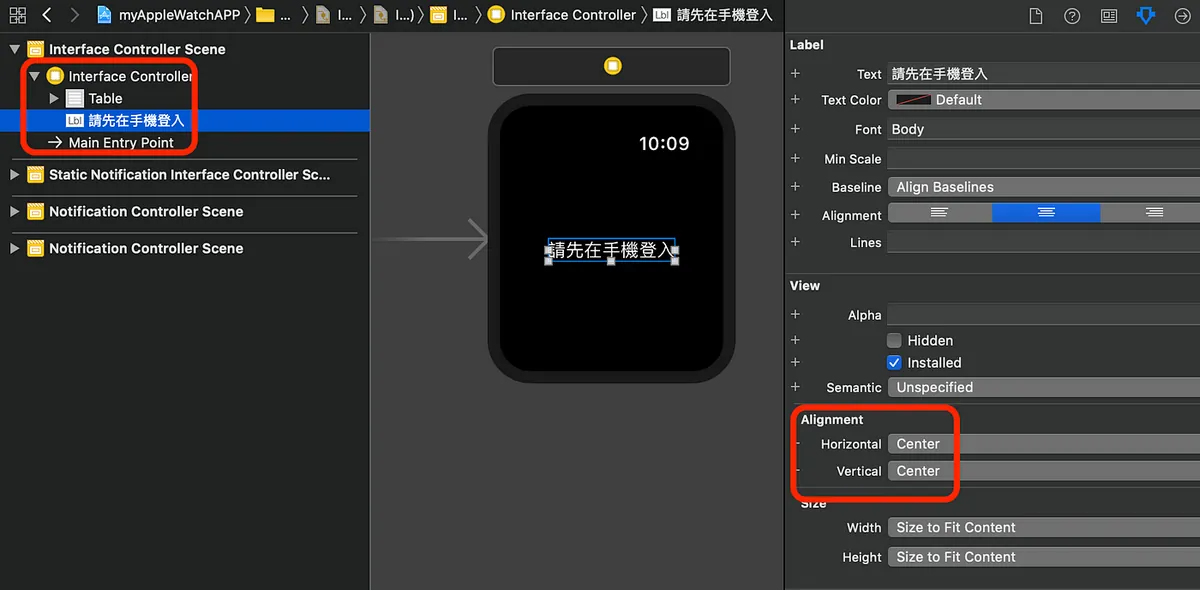 myAppleWatchAPP ... I... I...) I... Interface Controller Lbl 請先在手機登入
Interface Controller Scene
Interface Controller
Table
Lbl 請先在手機登入
Main Entry Point
Static Notification Interface Controller Sc...
Notification Controller Scene
Notification Controller Scene
10:09
請先在手機登入
Label
+ Text 請先在手機登入
+ Text Color Default
+ Font Body
+ Min Scale
+ Baseline Align Baselines
+ Alignment
+ Lines
View
+ Alpha
+ Hidden
+ Installed
+ Semantic Unspecified
Alignment
Horizontal Center
Vertical Center
Size
Width Size to Fit Content
Height Size to Fit Content